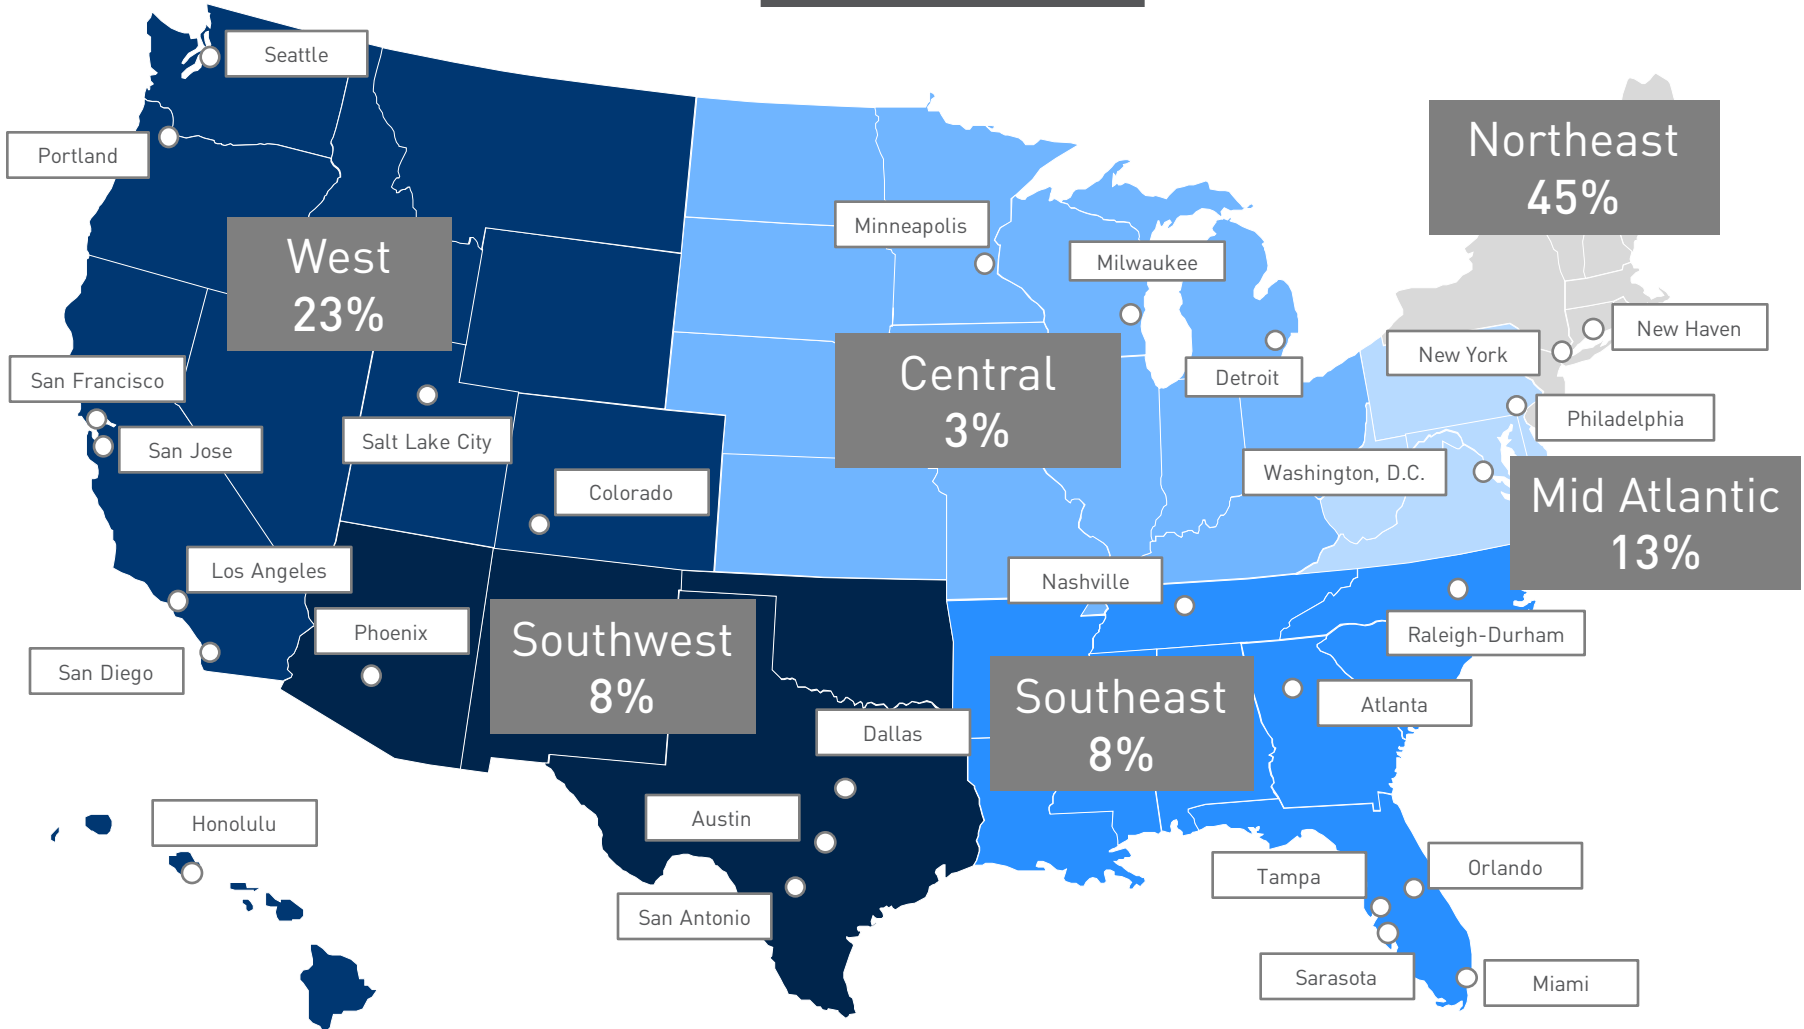 Seattle
Portland
Northeast
45%
Minneapolis
West
23%
Milwaukee
New Haven
New York
San Francisco
Central
3%
Detroit
Philadelphia
San Jose
Salt Lake City
Washington, D.C.
Colorado
Mid Atlantic
13%
Los Angeles
Nashville
Phoenix
Southwest
8%
Raleigh-Durham
San Diego
Southeast
8%
Atlanta
Dallas
Austin
Honolulu
Orlando
Tampa
San Antonio
Sarasota
Miami